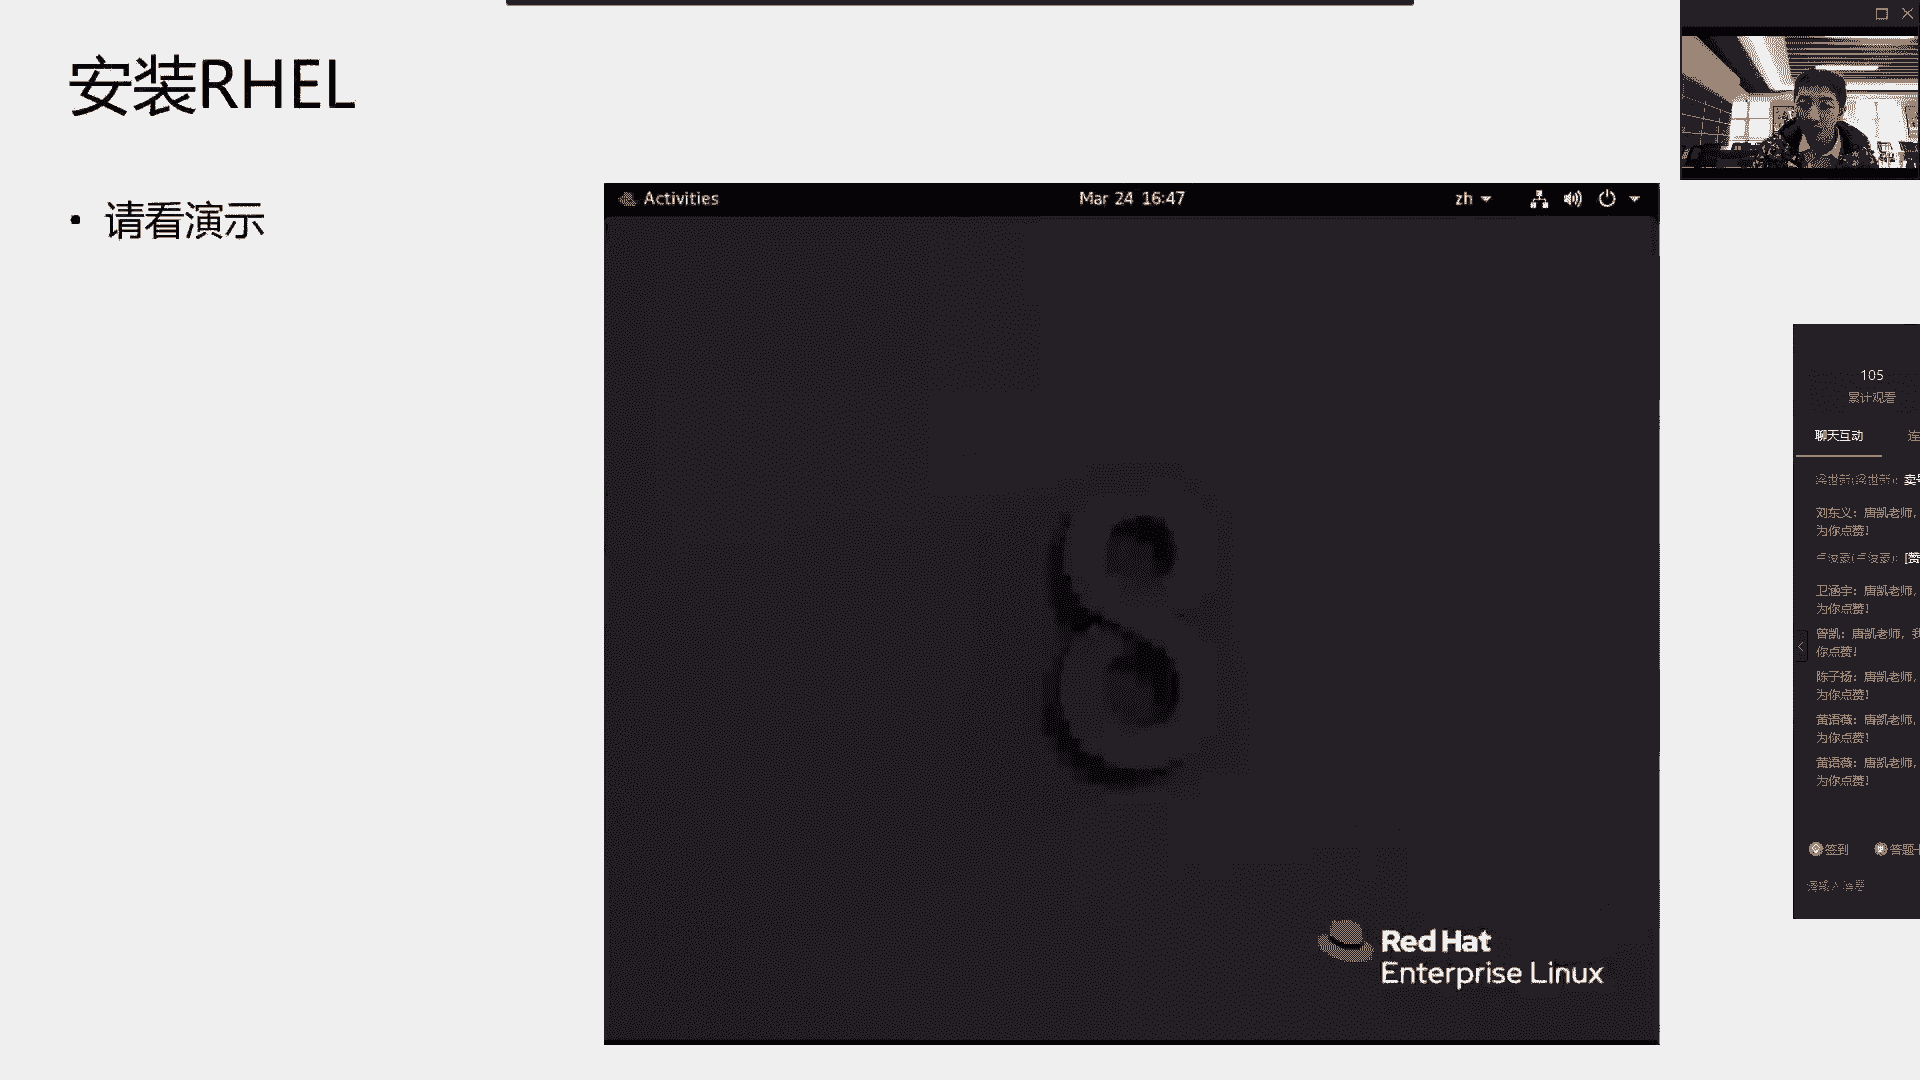 安装RHEL
• 请看演示
Activities
Mar 24 16:47
zh
8
Red Hat
Enterprise Linux
105
累计观看
聊天互动
刘东义：唐凯老师，
为你点赞！
卫涵宇：唐凯老师，
为你点赞！
曾凯：唐凯老师，我
你点赞！
陈子扬：唐凯老师，
为你点赞！
黄语薇：唐凯老师，
为你点赞！
黄语薇：唐凯老师，
为你点赞！
签到
答题卡